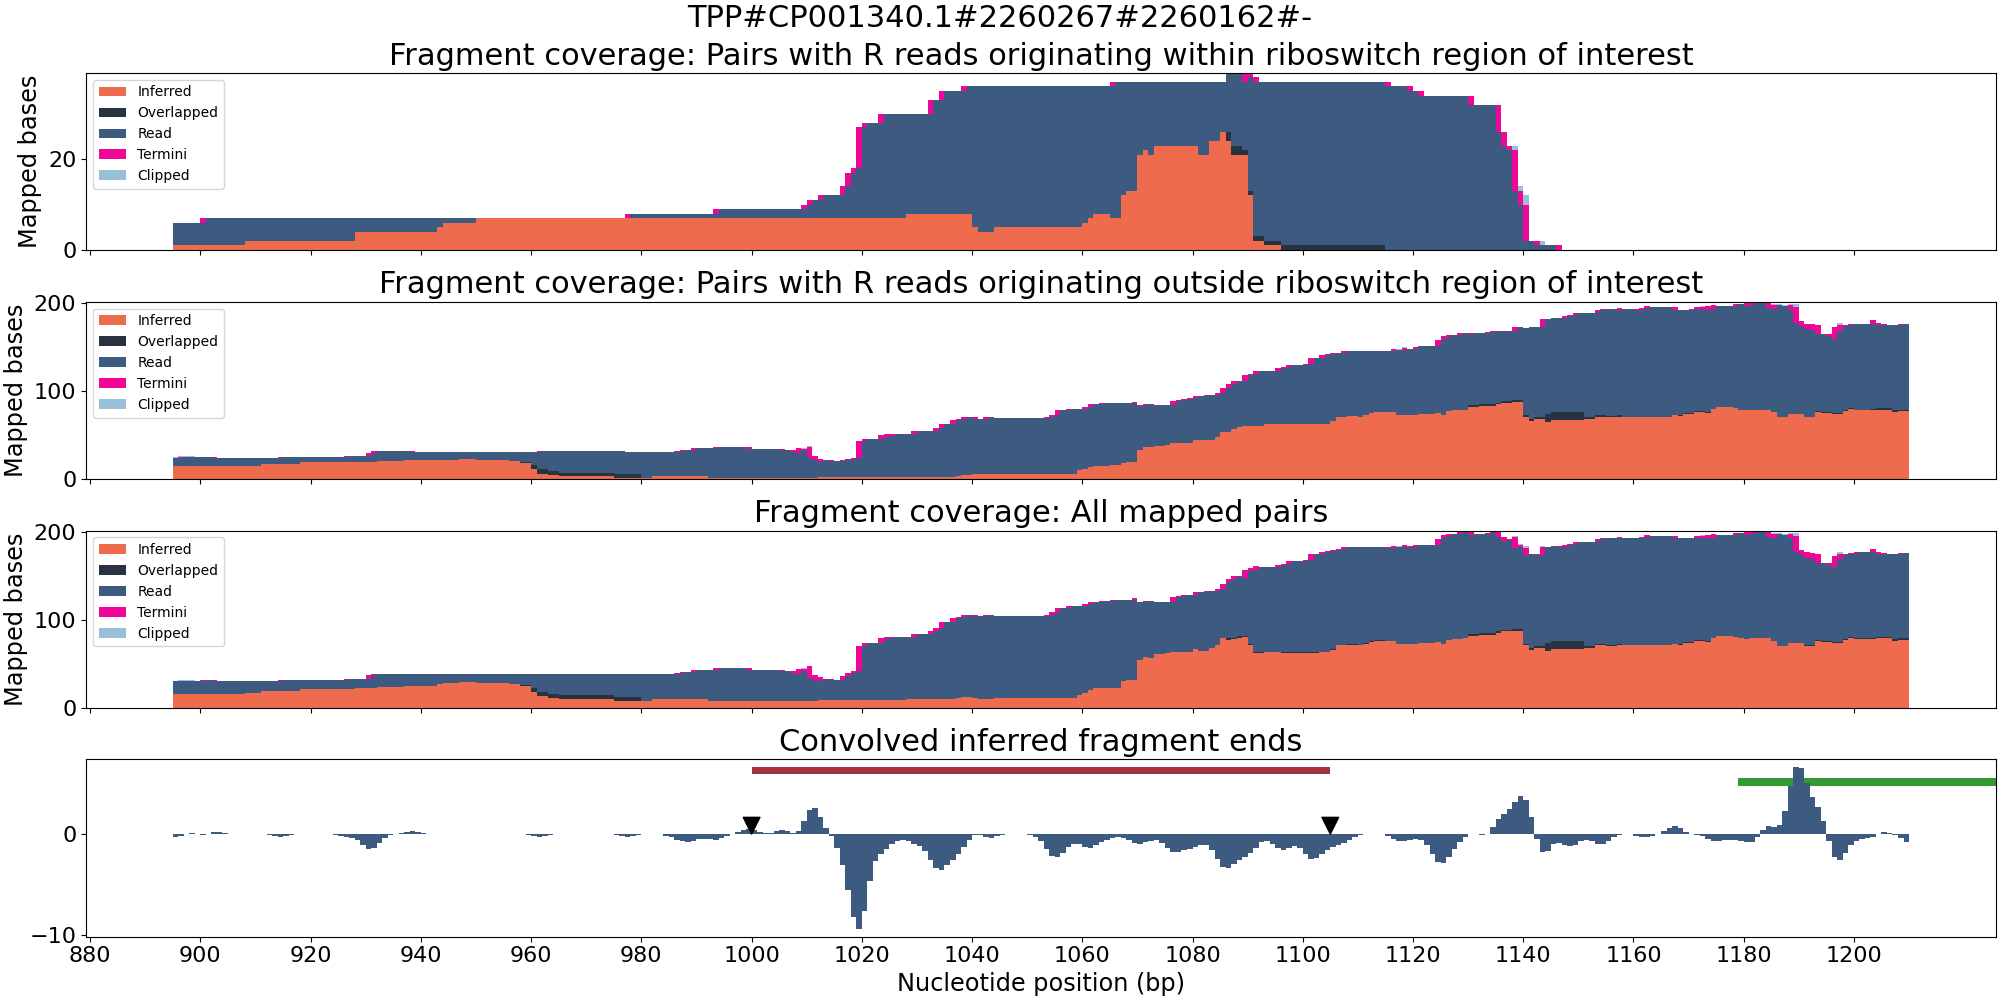 TPP#CP001340.1#2260267#2260162#-
Fragment coverage: Pairs with R reads originating within riboswitch region of interest
Mapped bases
20
0
Inferred
Overlapped
Read
Termini
Clipped
Fragment coverage: Pairs with R reads originating outside riboswitch region of interest
Mapped bases
200
100
0
Inferred
Overlapped
Read
Termini
Clipped
Fragment coverage: All mapped pairs
Mapped bases
200
100
0
Inferred
Overlapped
Read
Termini
Clipped
Convolved inferred fragment ends
0
−10
880 900 920 940 960 980 1000 1020 1040 1060 1080 1100 1120 1140 1160 1180 1200
Nucleotide position (bp)